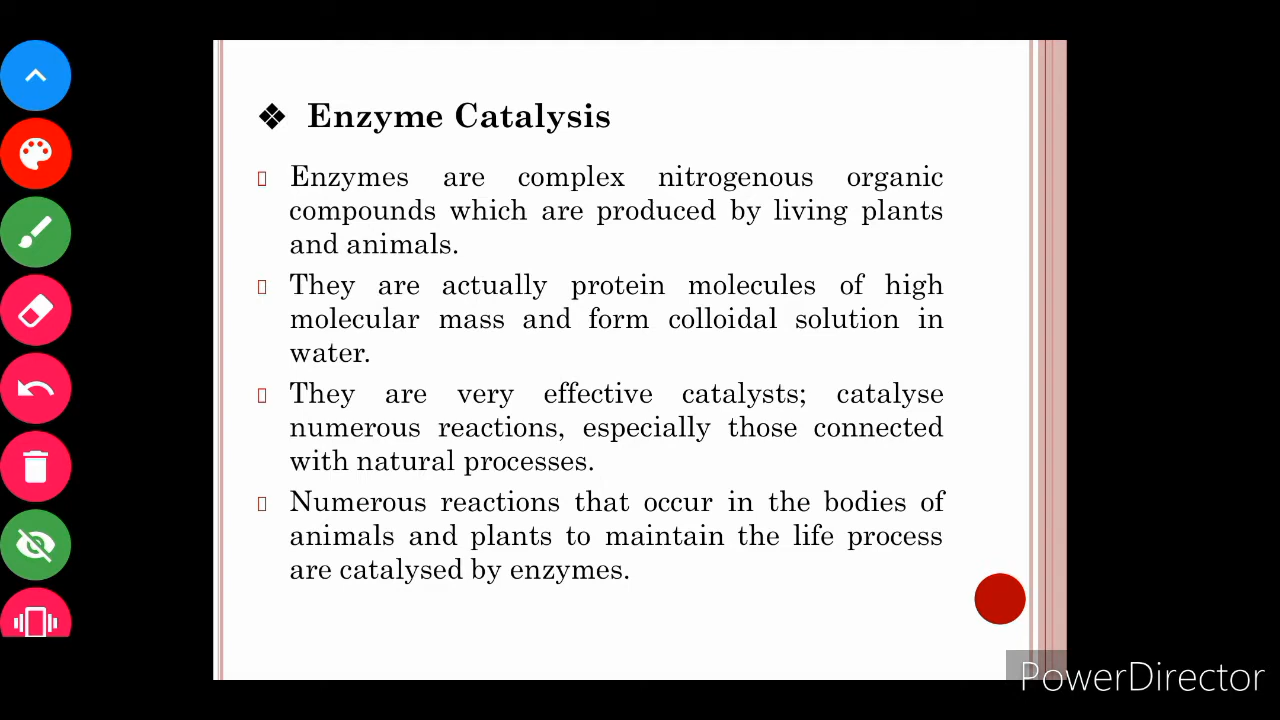 ❖ Enzyme Catalysis
Enzymes are complex nitrogenous organic
compounds which are produced by living plants
and animals.
They are actually protein molecules of high
molecular mass and form colloidal solution in
water.
They are very effective catalysts; catalyse
numerous reactions, especially those connected
with natural processes.
Numerous reactions that occur in the bodies of
animals and plants to maintain the life process
are catalysed by enzymes.
PowerDirector